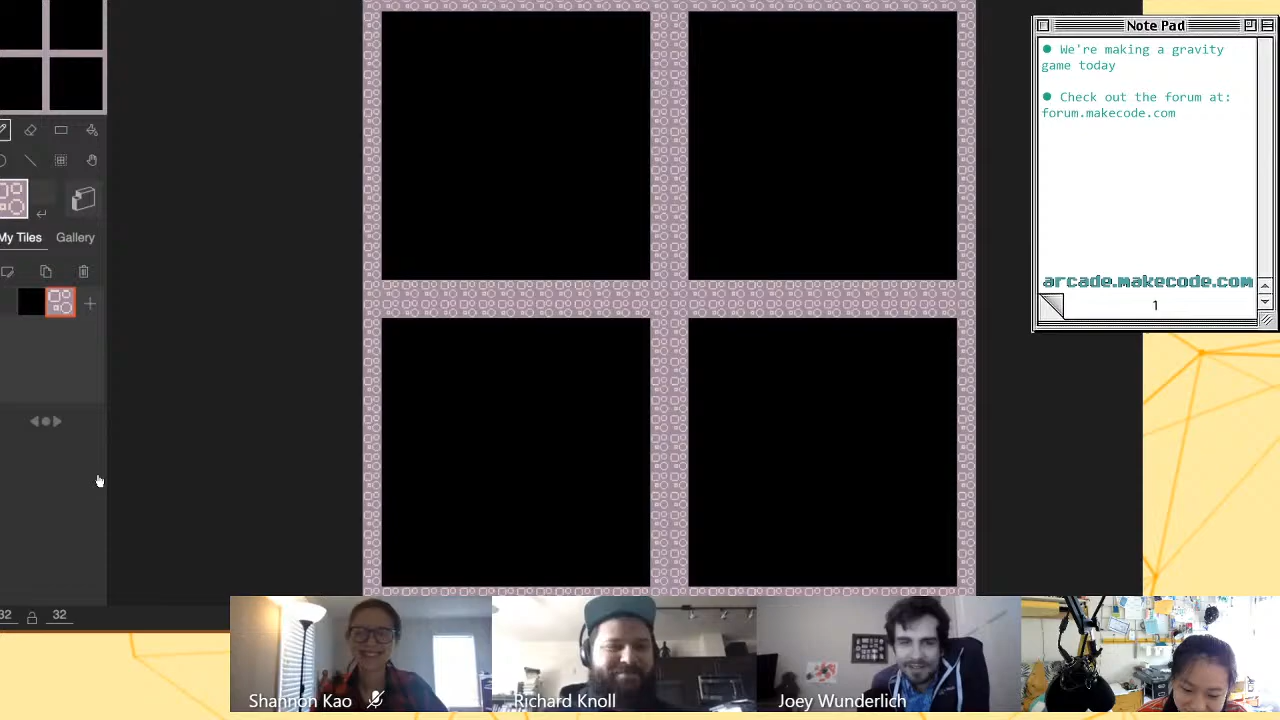 Note Pad
● We're making a gravity
game today
● Check out the forum at:
forum.makecode.com
arcade.makecode.com
1
My Tiles
Gallery
32
32
Shannon Kao
Richard Knoll
Joey Wunderlich